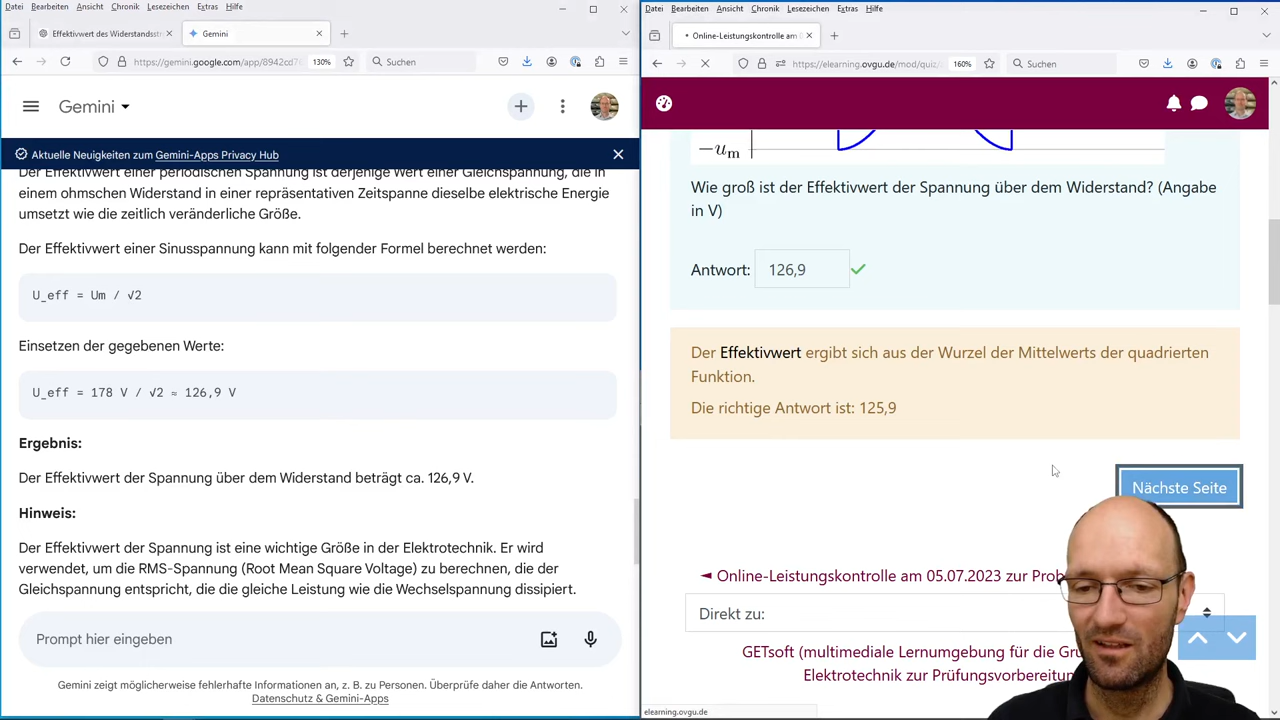 Datei Bearbeiten Ansicht Chronik Lesezeichen Extras Hilfe
Effektivwert des Widerstandsst
Gemini
https://gemini.google.com/app/8942cd7
130%
Suchen
Gemini
Aktuelle Neuigkeiten zum Gemini-Apps Privacy Hub
Der Effektivwert einer periodischen Spannung ist derjenige Wert einer Gleichspannung, die in
einem ohmschen Widerstand in einer repräsentativen Zeitspanne dieselbe elektrische Energie
umsetzt wie die zeitlich veränderliche Größe.
Der Effektivwert einer Sinusspannung kann mit folgender Formel berechnet werden:
U_eff = Um / √2
Einsetzen der gegebenen Werte:
U_eff = 178 V / √2 ≈ 126,9 V
Ergebnis:
Der Effektivwert der Spannung über dem Widerstand beträgt ca. 126,9 V.
Hinweis:
Der Effektivwert der Spannung ist eine wichtige Größe in der Elektrotechnik. Er wird
verwendet, um die RMS-Spannung (Root Mean Square Voltage) zu berechnen, die der
Gleichspannung entspricht, die die gleiche Leistung wie die Wechselspannung dissipiert.
Prompt hier eingeben
Gemini zeigt möglicherweise fehlerhafte Informationen an, z. B. zu Personen. Überprüfe daher die Antworten.
Datenschutz & Gemini-Apps
Datei Bearbeiten Ansicht Chronik Lesezeichen Extras Hilfe
Online-Leistungskontrolle am
https://elearning.ovgu.de/mod/quiz/
160%
Suchen
−um
Wie groß ist der Effektivwert der Spannung über dem Widerstand? (Angabe
in V)
Antwort: 126,9
Der Effektivwert ergibt sich aus der Wurzel der Mittelwerts der quadrierten
Funktion.
Die richtige Antwort ist: 125,9
Nächste Seite
◄ Online-Leistungskontrolle am 05.07.2023 zur
Direkt zu:
GETsoft (multimediale Lernumgebung für die
Elektrotechnik zur
elearning.ovgu.de